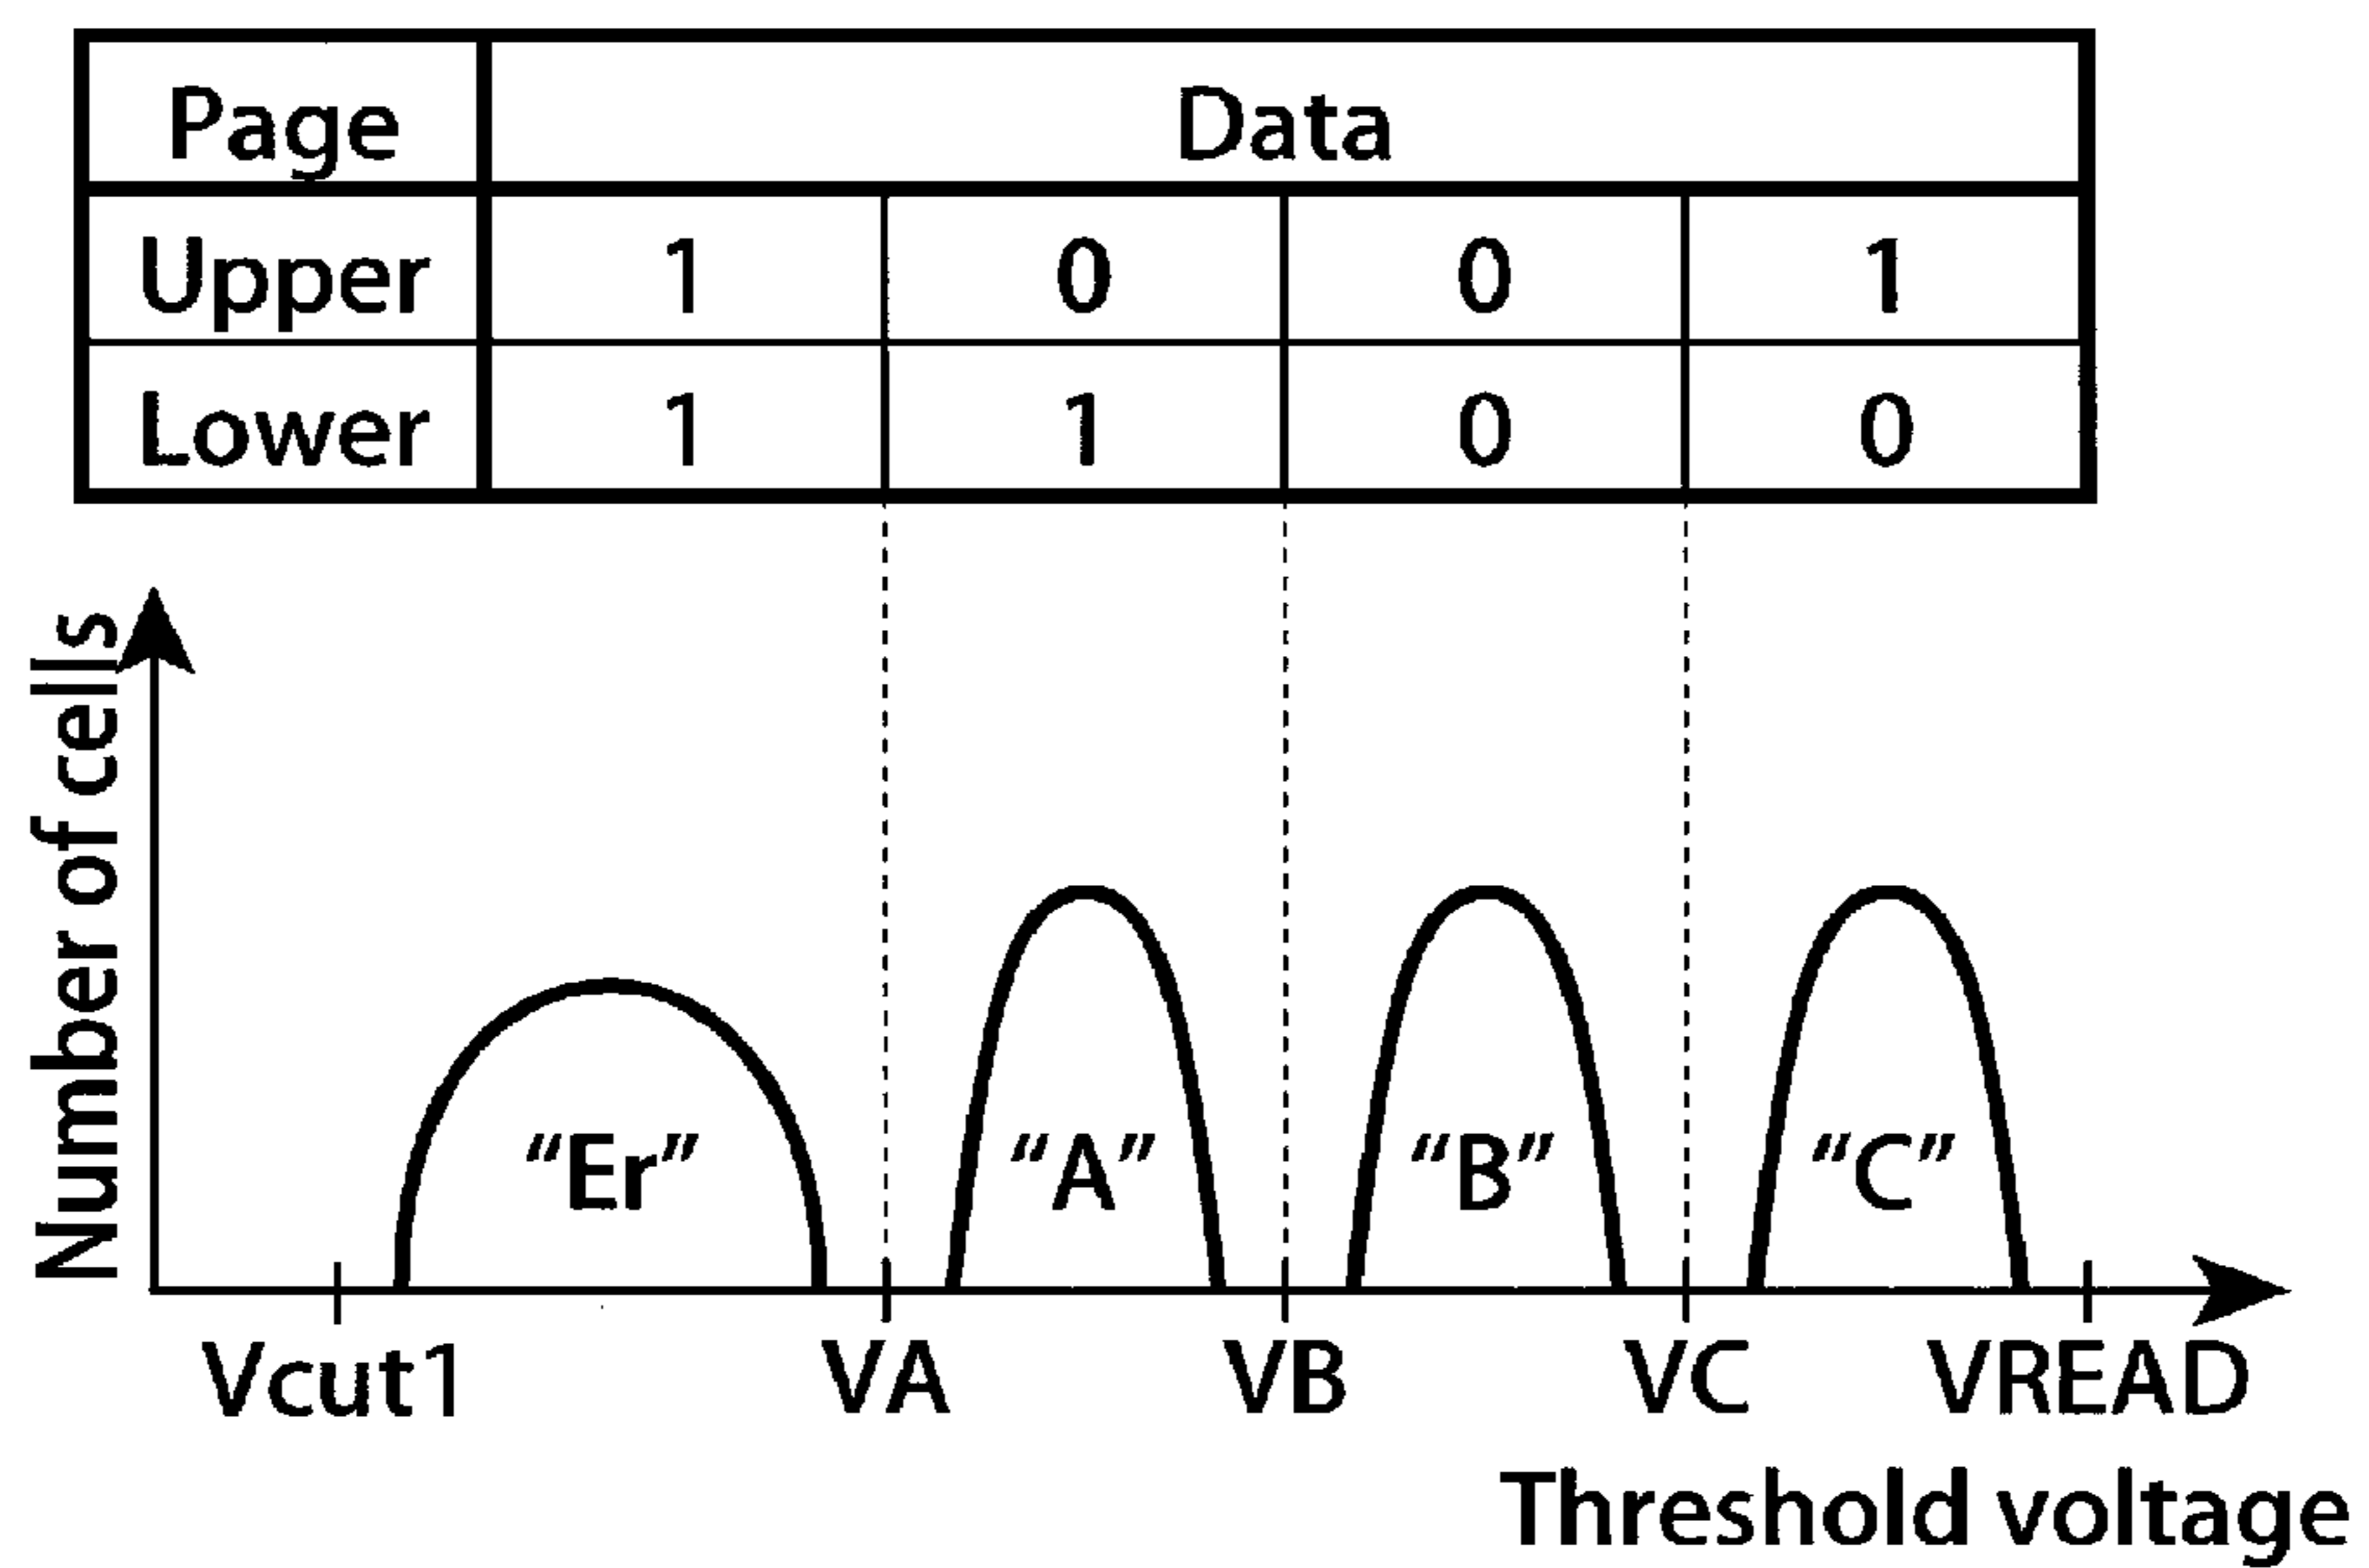 Page Data
Upper 1 0 0 1
Lower 1 1 0 0
Number of cells
“Er” “A” “B” “C”
Vcut1 VA VB VC VREAD
Threshold voltage